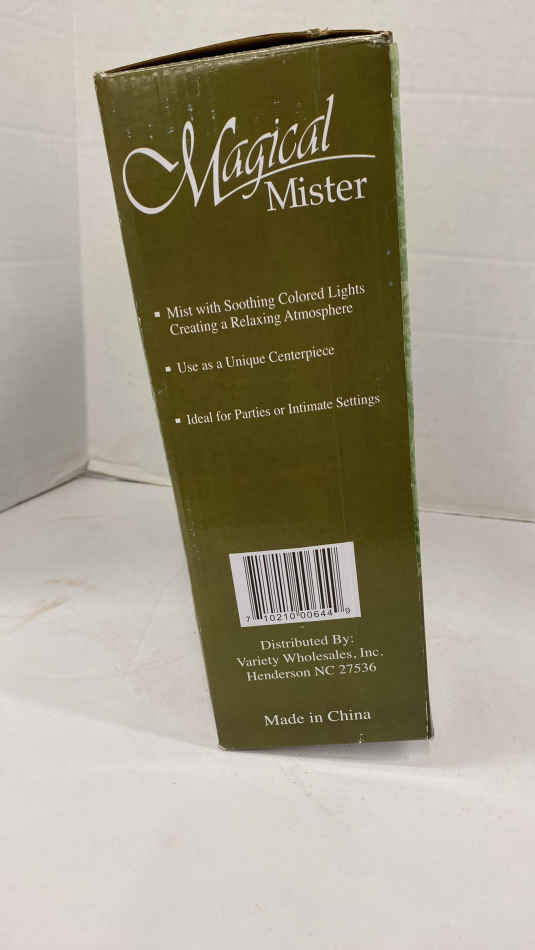 Magical
Mister
▪ Mist with Soothing Colored Lights
Creating a Relaxing Atmosphere
▪ Use as a Unique Centerpiece
▪ Ideal for Parties or Intimate Settings
7 10210 00644 9
Distributed By:
Variety Wholesales, Inc.
Henderson NC 27536
Made in China